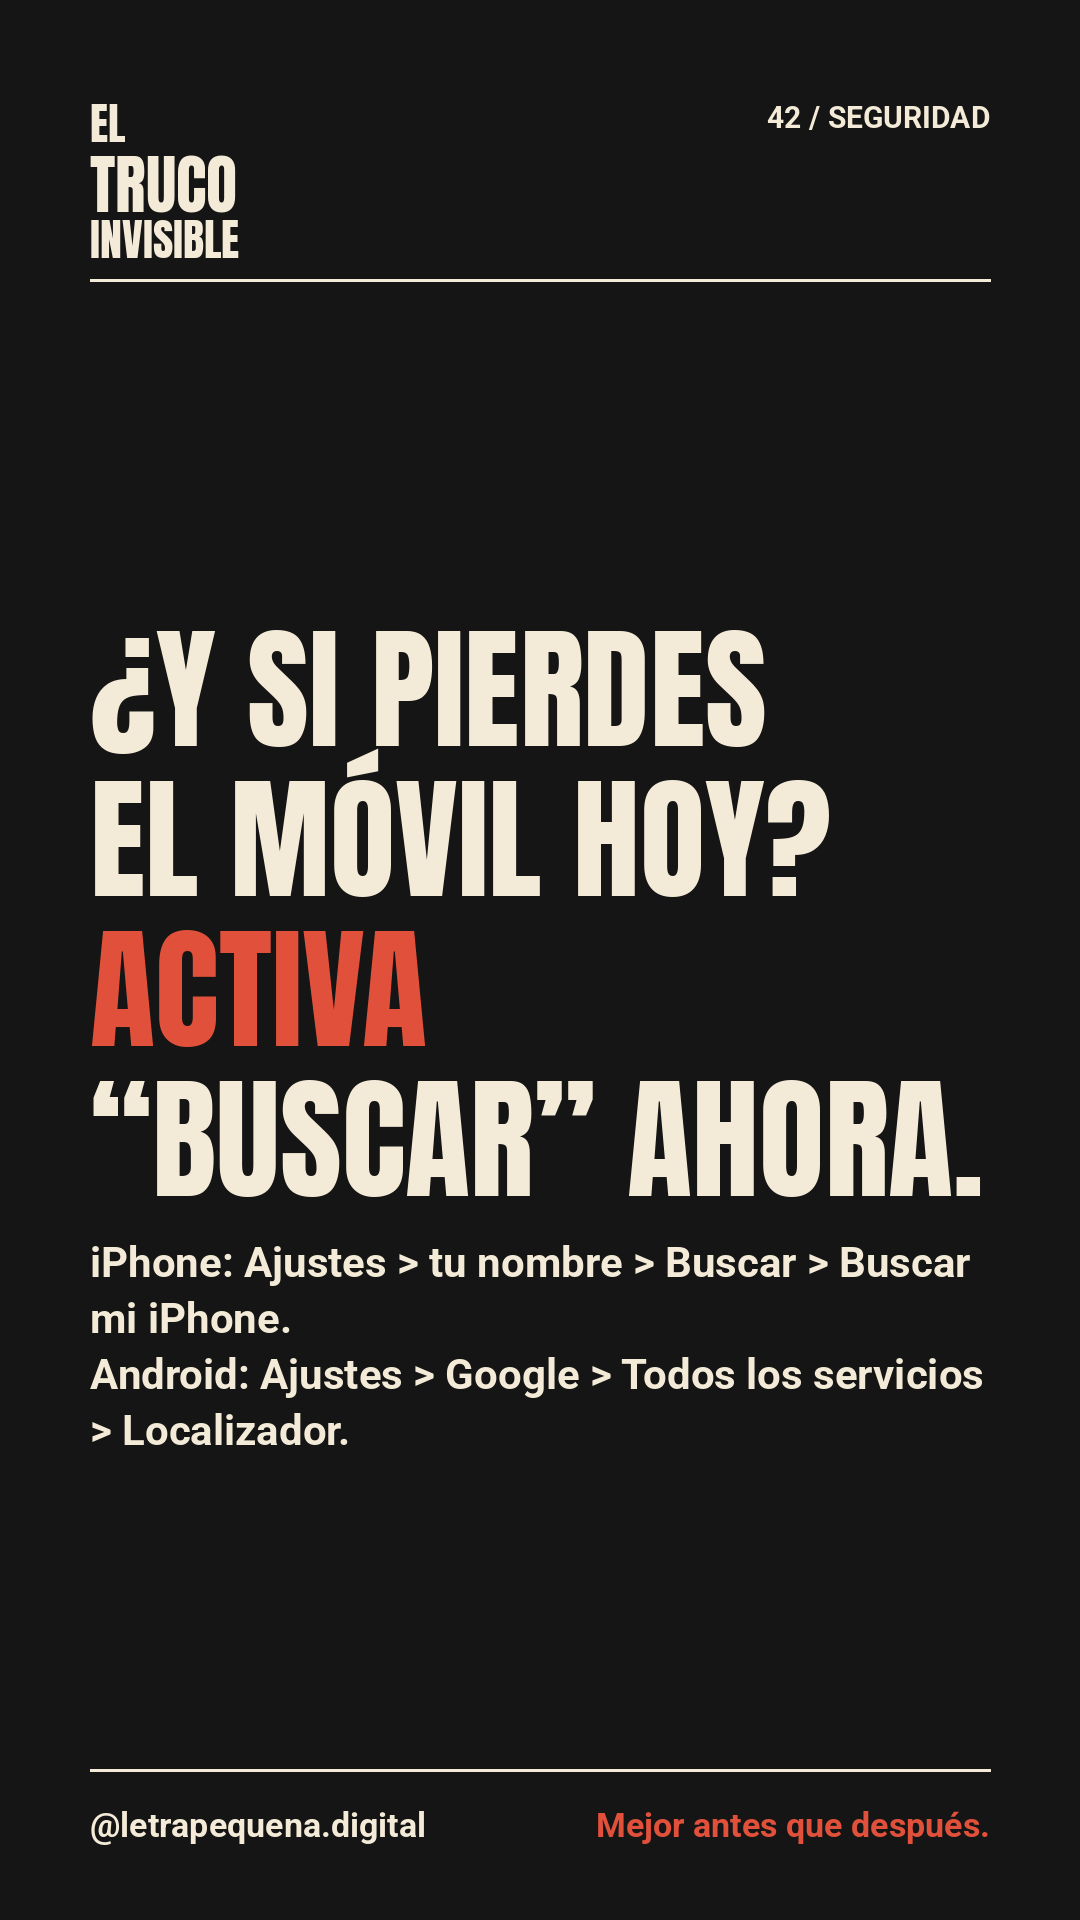 EL
TRUCO
INVISIBLE
42 / SEGURIDAD
¿Y SI PIERDES
EL MÓVIL HOY?
ACTIVA
“BUSCAR” AHORA.
iPhone: Ajustes > tu nombre > Buscar > Buscar
mi iPhone.
Android: Ajustes > Google > Todos los servicios
> Localizador.
@letrapequena.digital
Mejor antes que después.